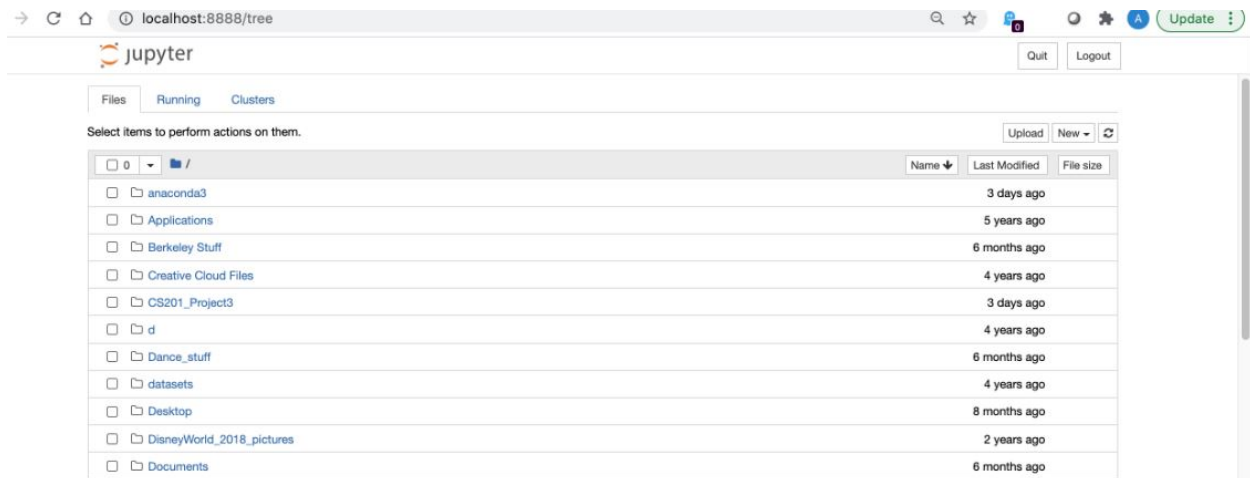 localhost:8888/tree
0
A
Update
jupyter
Quit
Logout
Files Running Clusters
Select items to perform actions on them.
Upload New
0 /
Name Last Modified File size
anaconda3 3 days ago
Applications 5 years ago
Berkeley Stuff 6 months ago
Creative Cloud Files 4 years ago
CS201_Project3 3 days ago
d 4 years ago
Dance_stuff 6 months ago
datasets 4 years ago
Desktop 8 months ago
DisneyWorld_2018_pictures 2 years ago
Documents 6 months ago